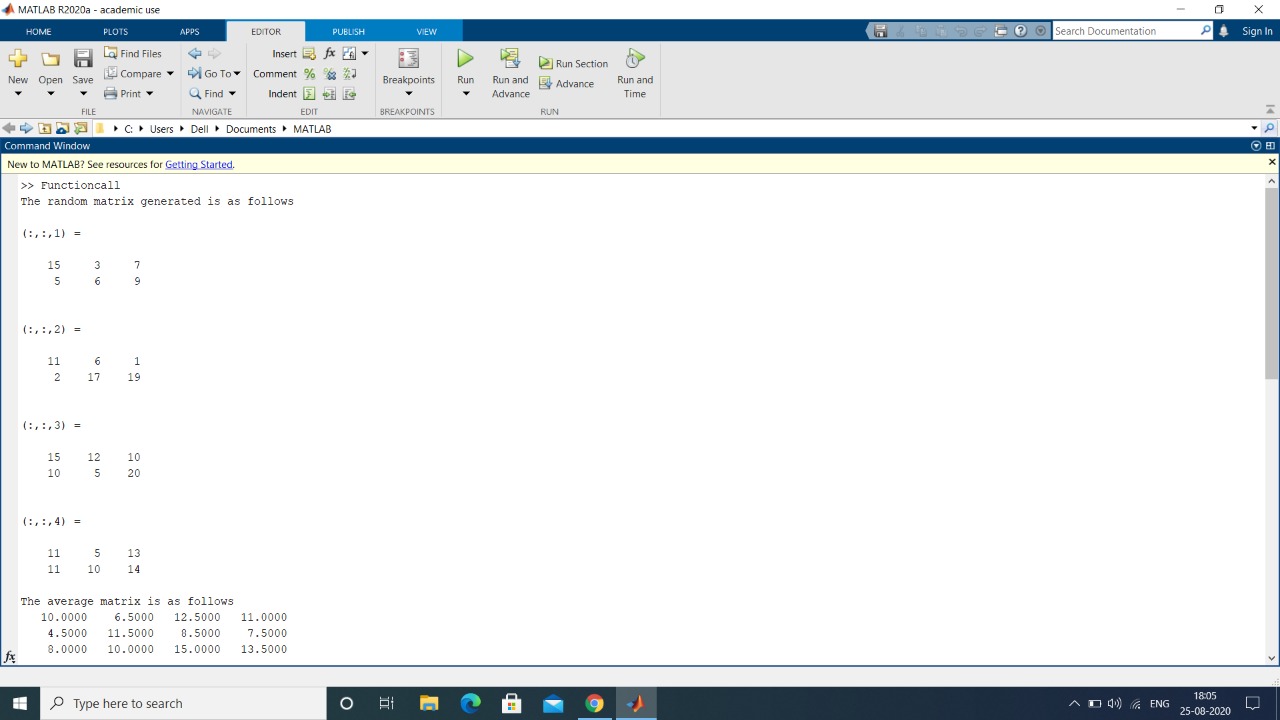 MATLAB R2020a - academic use
HOME PLOTS APPS EDITOR PUBLISH VIEW
Search Documentation
Sign In
New Open Save
Find Files
Compare
Print
FILE
Go To
Find
NAVIGATE
Insert fx
Comment
Indent
EDIT
Breakpoints
BREAKPOINTS
Run
Run and Advance
Run Section
Advance
Run and Time
RUN
C: Users Dell Documents MATLAB
Command Window
New to MATLAB? See resources for Getting Started.
>> Functioncall
The random matrix generated is as follows
(:,:,1) =
15 3 7
5 6 9
(:,:,2) =
11 6 1
2 17 19
(:,:,3) =
15 12 10
10 5 20
(:,:,4) =
11 5 13
11 10 14
The average matrix is as follows
10.0000 6.5000 12.5000 11.0000
4.5000 11.5000 8.5000 7.5000
8.0000 10.0000 15.0000 13.5000
fx
Type here to search
ENG
18:05
25-08-2020